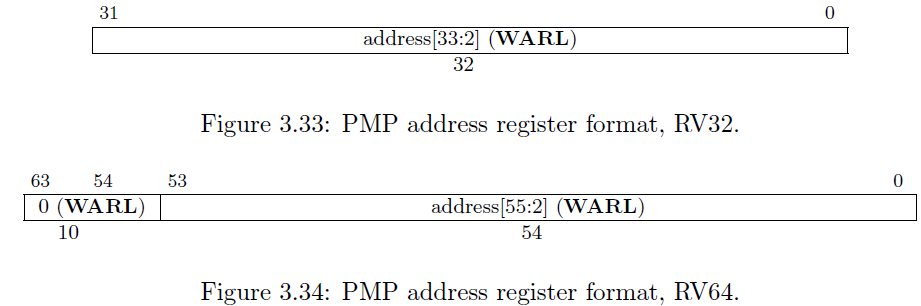 31 0
address[33:2] (WARL)
32
Figure 3.33: PMP address register format, RV32.
63 54 53 0
0 (WARL) address[55:2] (WARL)
10 54
Figure 3.34: PMP address register format, RV64.